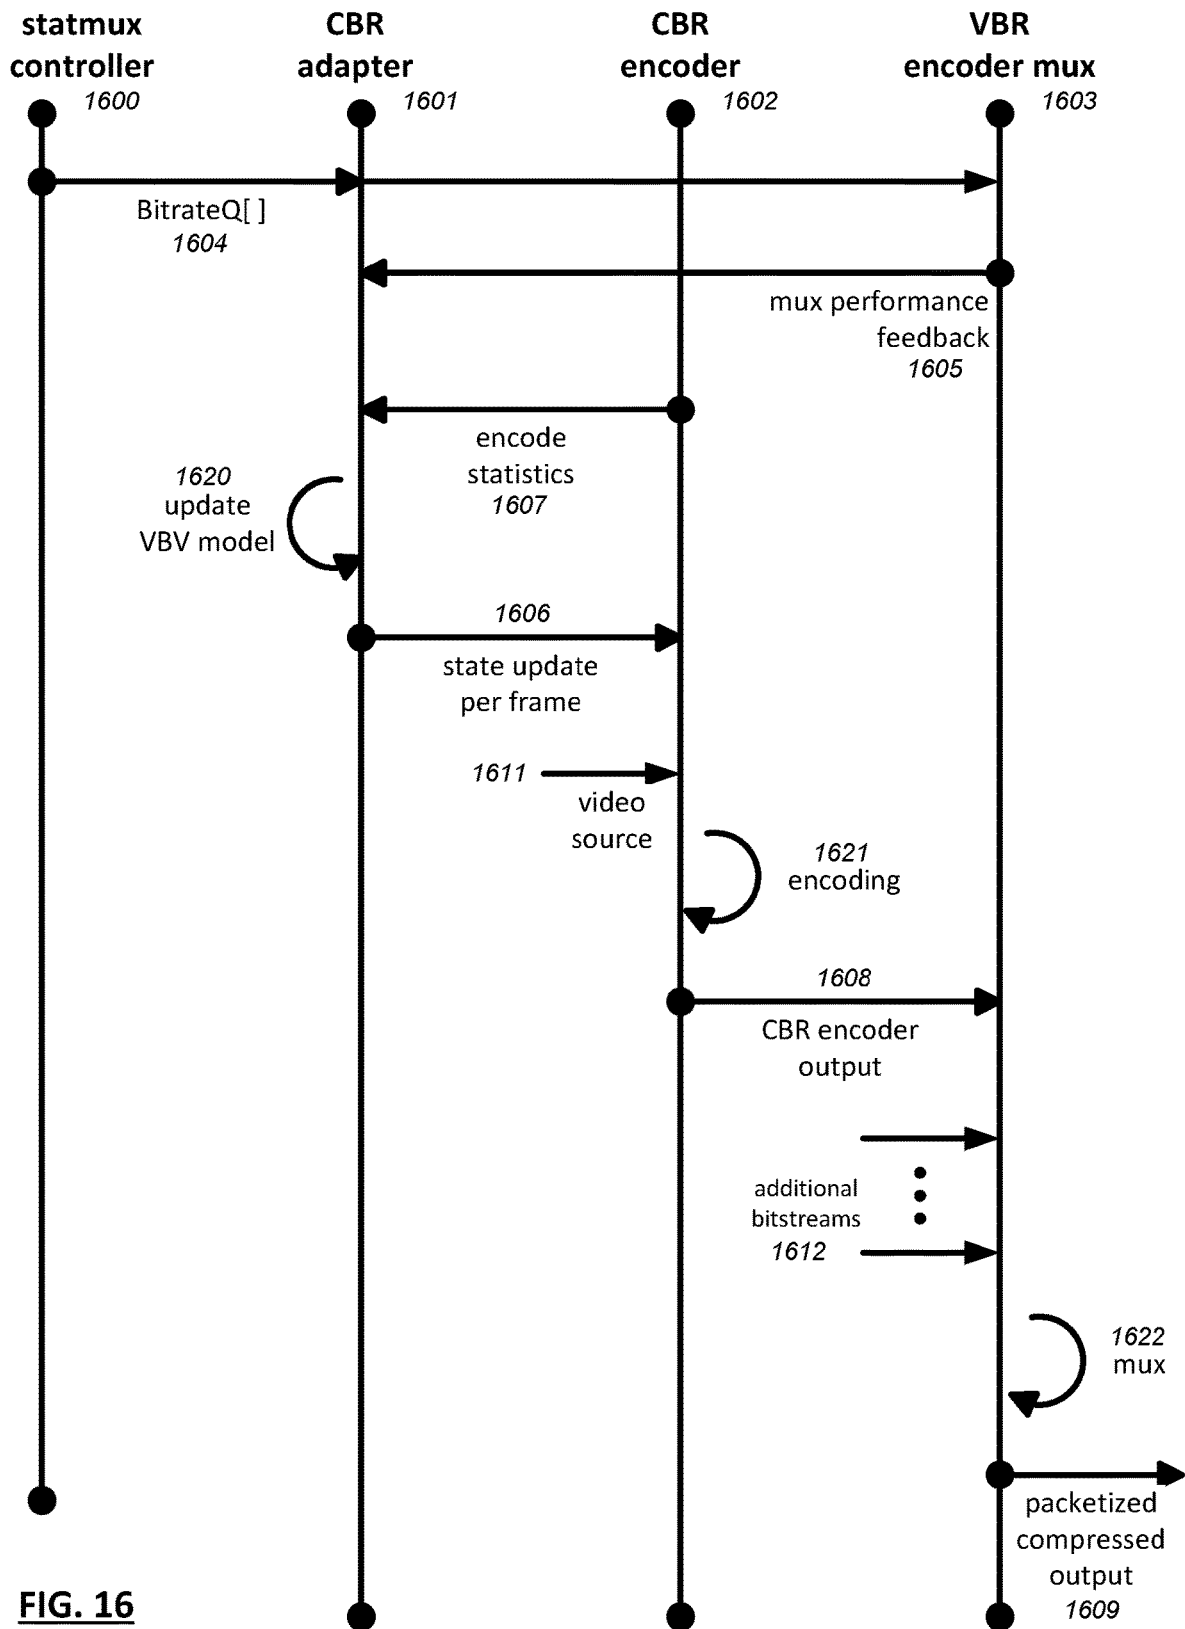 statmux
controller
1600
CBR
adapter
1601
CBR
encoder
1602
VBR
encoder mux
1603
BitrateQ[ ]
1604
mux performance
feedback
1605
encode
statistics
1607
1620
update
VBV model
1606
state update
per frame
1611
video
source
1621
encoding
1608
CBR encoder
output
additional
bitstreams
1612
1622
mux
packetized
compressed
output
1609
FIG. 16